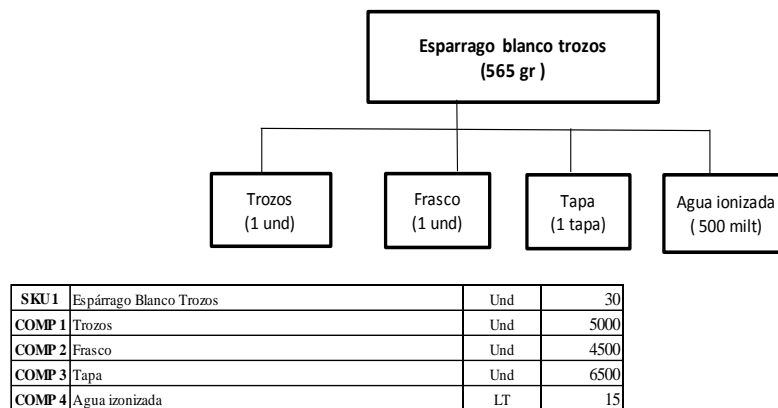 Esparrago blanco trozos
(565 gr )
Trozos
(1 und)
Frasco
(1 und)
Tapa
(1 tapa)
Agua ionizada
( 500 milt)
SKU1 Espárrago Blanco Trozos Und 30
COMP 1 Trozos Und 5000
COMP 2 Frasco Und 4500
COMP 3 Tapa Und 6500
COMP 4 Agua izonizada LT 15